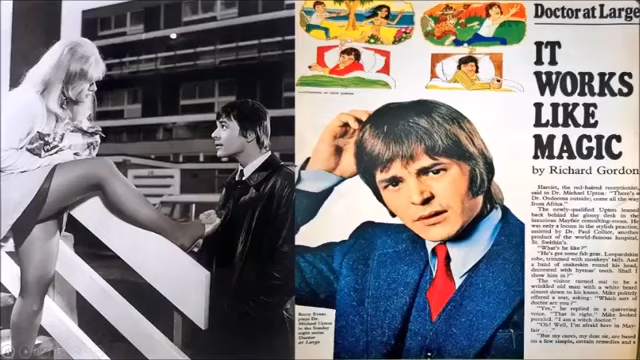 Doctor at Large
IT
WORKS
LIKE
MAGIC
by Richard Gordon
Harriet, the red-haired receptionist,
said to Dr. Michael Upton: "There's a
Dr. Ondooma outside; come all the way
from Africa."
The newly-qualified Upton leaned
back behind the glossy desk in the
luxurious Mayfair consulting-room. He
was only a locum in the stylish practice,
assisted by Dr. Paul Collier, another
product of the world-famous hospital,
St. Swithin's.
"What's he like?"
"He's got some fab gear. Leopardskin
robe, trimmed with monkeys' tails. And
a band of snakeskin round his head,
decorated with hyenas' teeth. Shall I
show him in?"
The visitor turned out to be a
wrinkled old man with a white beard
almost down to his knees. Mike politely
offered a seat, asking: "Which sort of
doctor are you?"
"Yes," he replied in a quavering
voice. "That is right." Mike looked
puzzled. "I am a witch doctor."
"Oh! Well, I'm afraid here in May-
fair ..."
"But my cures, my dear sir, are based
on a few simple, certain remedies and a
Barry Evans
plays Dr.
Michael Upton
in the Sunday
night series
Doctor
at Large